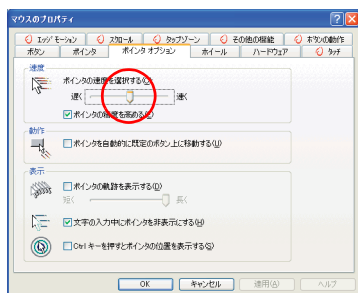 マウスのプロパティ
エッジ モーション スクロール タップゾーン その他の機能 ボタンの動作
ボタン ポインタ ポインタ オプション ホイール ハードウェア タッチ
速度
ポインタの速度を選択する(C)
遅く 速く
ポインタの精度を高める(E)
動作
ポインタを自動的に既定のボタン上に移動する(U)
表示
ポインタの軌跡を表示する(D)
短く 長く
文字の入力中にポインタを非表示にする(H)
Ctrl キーを押すとポインタの位置を表示する(S)
OK キャンセル 適用(A) ヘルプ